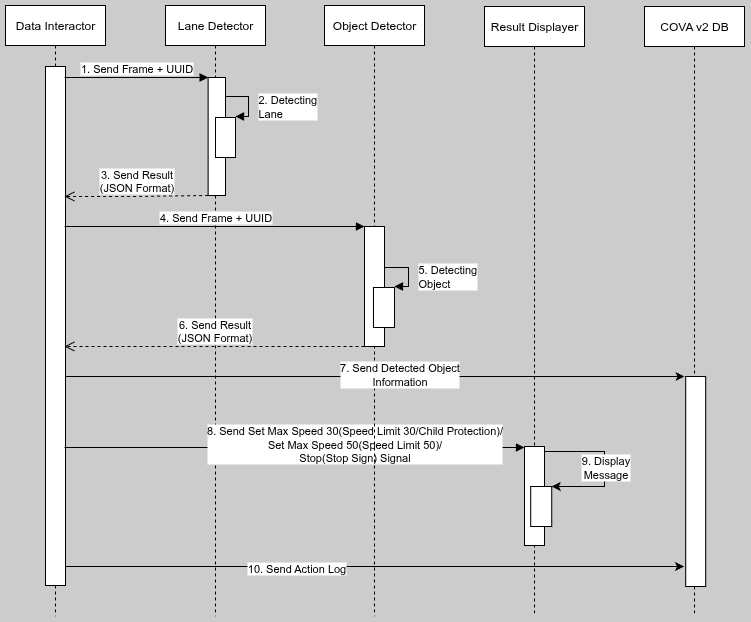 Data Interactor
Lane Detector
Object Detector
Result Displayer
COVA v2 DB
1. Send Frame + UUID
2. Detecting
Lane
3. Send Result
(JSON Format)
4. Send Frame + UUID
5. Detecting
Object
6. Send Result
(JSON Format)
7. Send Detected Object
Information
8. Send Set Max Speed 30(Speed Limit 30/Child Protection)/
Set Max Speed 50(Speed Limit 50)/
Stop(Stop Sign) Signal
9. Display
Message
10. Send Action Log